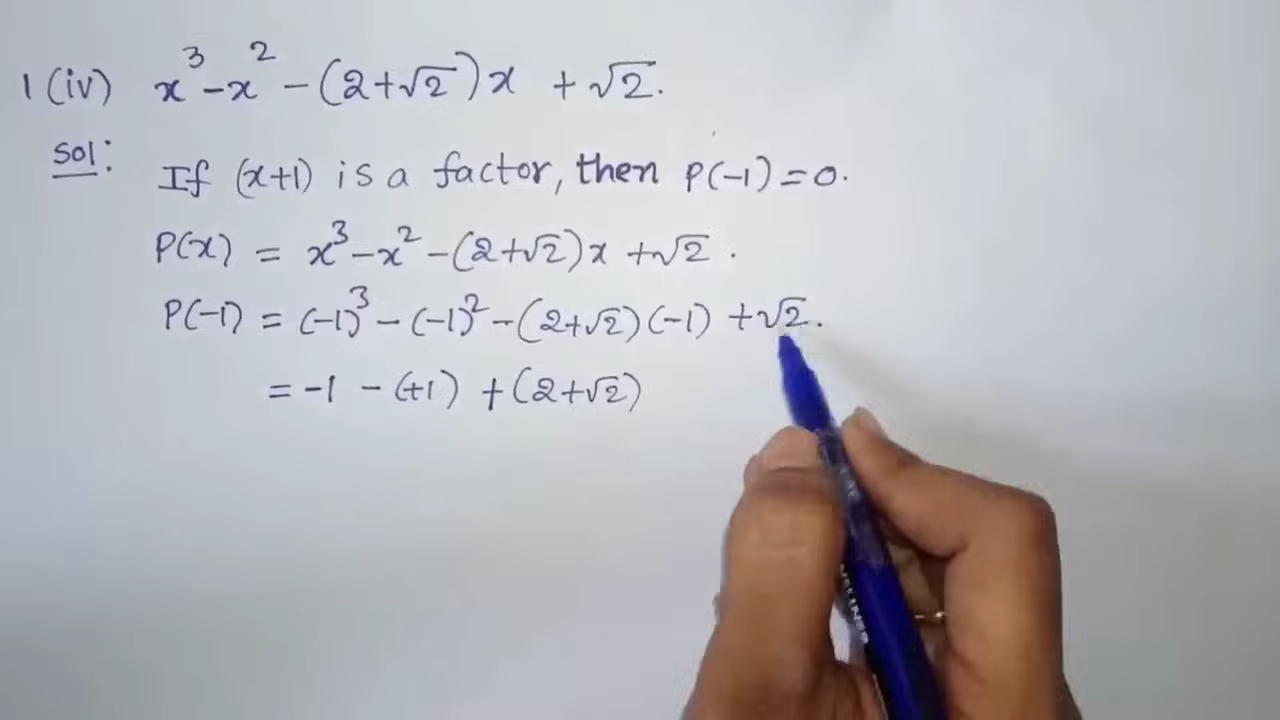 1 (iv) x³-x² - (2+√2)x + √2.
Sol: If (x+1) is a factor, then P(-1)=0.
P(x) = x³-x²-(2+√2)x +√2.
P(-1) = (-1)³ - (-1)² - (2+√2)(-1) +√2.
= -1 - (+1) + (2+√2)